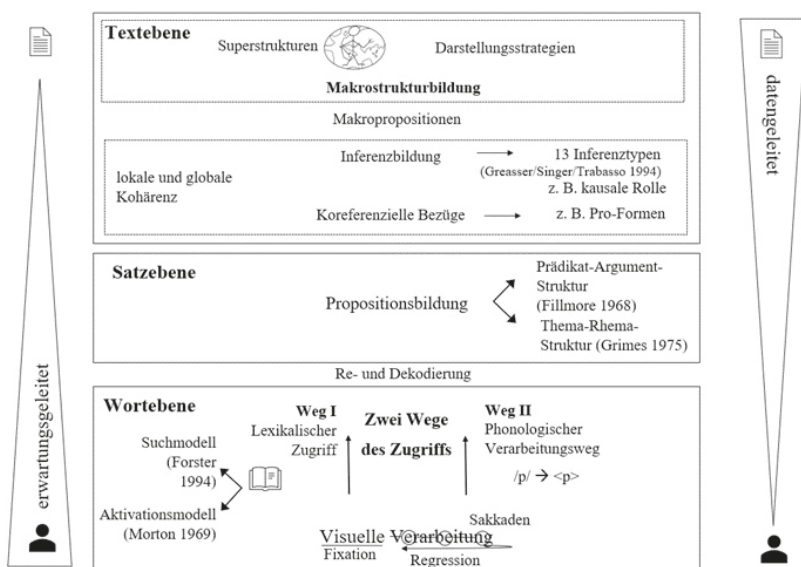 Textebene
Superstrukturen
Darstellungsstrategien
Makrostrukturbildung
Makropropositionen
lokale und globale
Kohärenz
Inferenzbildung
13 Inferenztypen
(Greasser/Singer/Trabasso 1994)
z. B. kausale Rolle
Koreferenzielle Bezüge
z. B. Pro-Formen
Satzebene
Propositionsbildung
Prädikat-Argument-
Struktur
(Fillmore 1968)
Thema-Rhema-
Struktur (Grimes 1975)
Re- und Dekodierung
Wortebene
Suchmodell
(Forster
1994)
Aktivationsmodell
(Morton 1969)
Weg I
Lexikalischer
Zugriff
Zwei Wege
des Zugriffs
Weg II
Phonologischer
Verarbeitungsweg
/p/ → <p>
Sakkaden
Visuelle Verarbeitung
Fixation
Regression
erwartungsgeleitet
datengeleitet